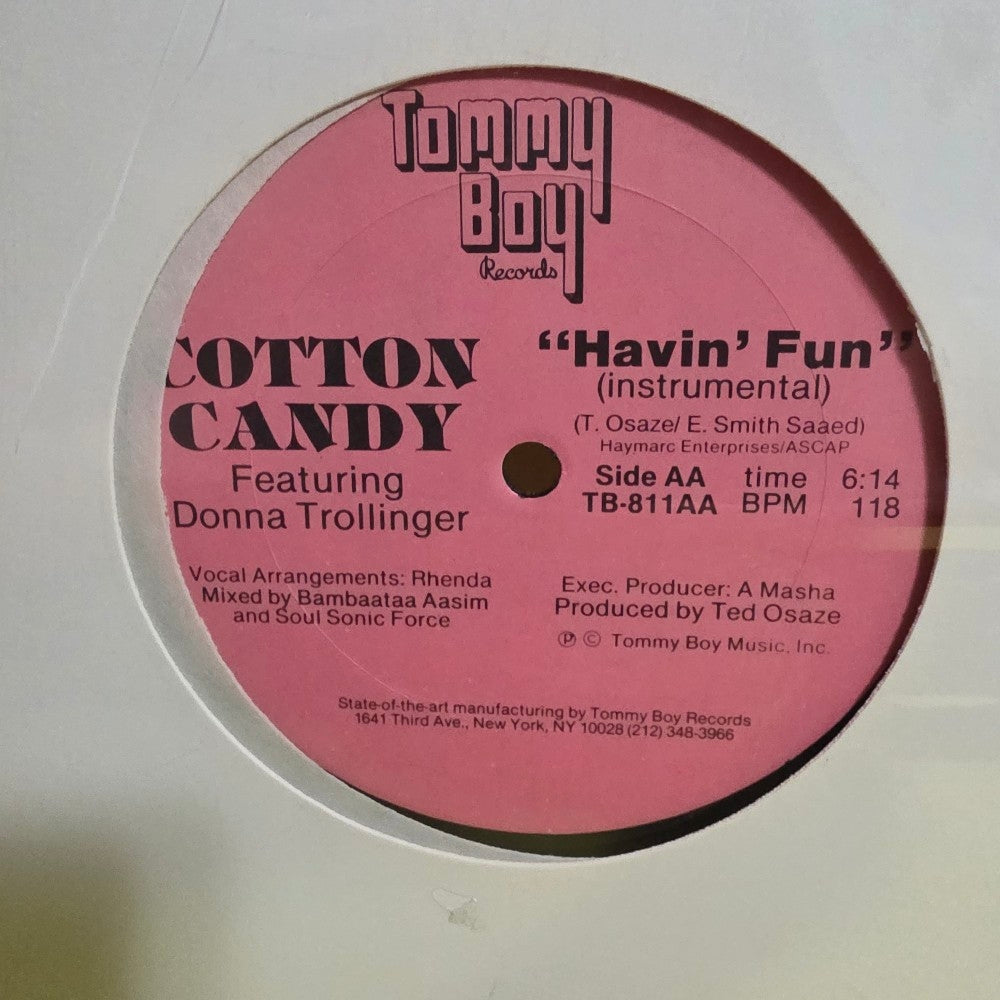 Tommy
Boy
Records
COTTON
CANDY
Featuring
Donna Trollinger
"Havin' Fun"
(instrumental)
(T. Osaze/ E. Smith Saaed)
Haymarc Enterprises/ASCAP
Side AA time 6:14
TB-811AA BPM 118
Vocal Arrangements: Rhenda
Mixed by Bambaataa Aasim
and Soul Sonic Force
Exec. Producer: A Masha
Produced by Ted Osaze
℗ © Tommy Boy Music, Inc.
State-of-the-art manufacturing by Tommy Boy Records
1641 Third Ave., New York, NY 10028 (212) 348-3966